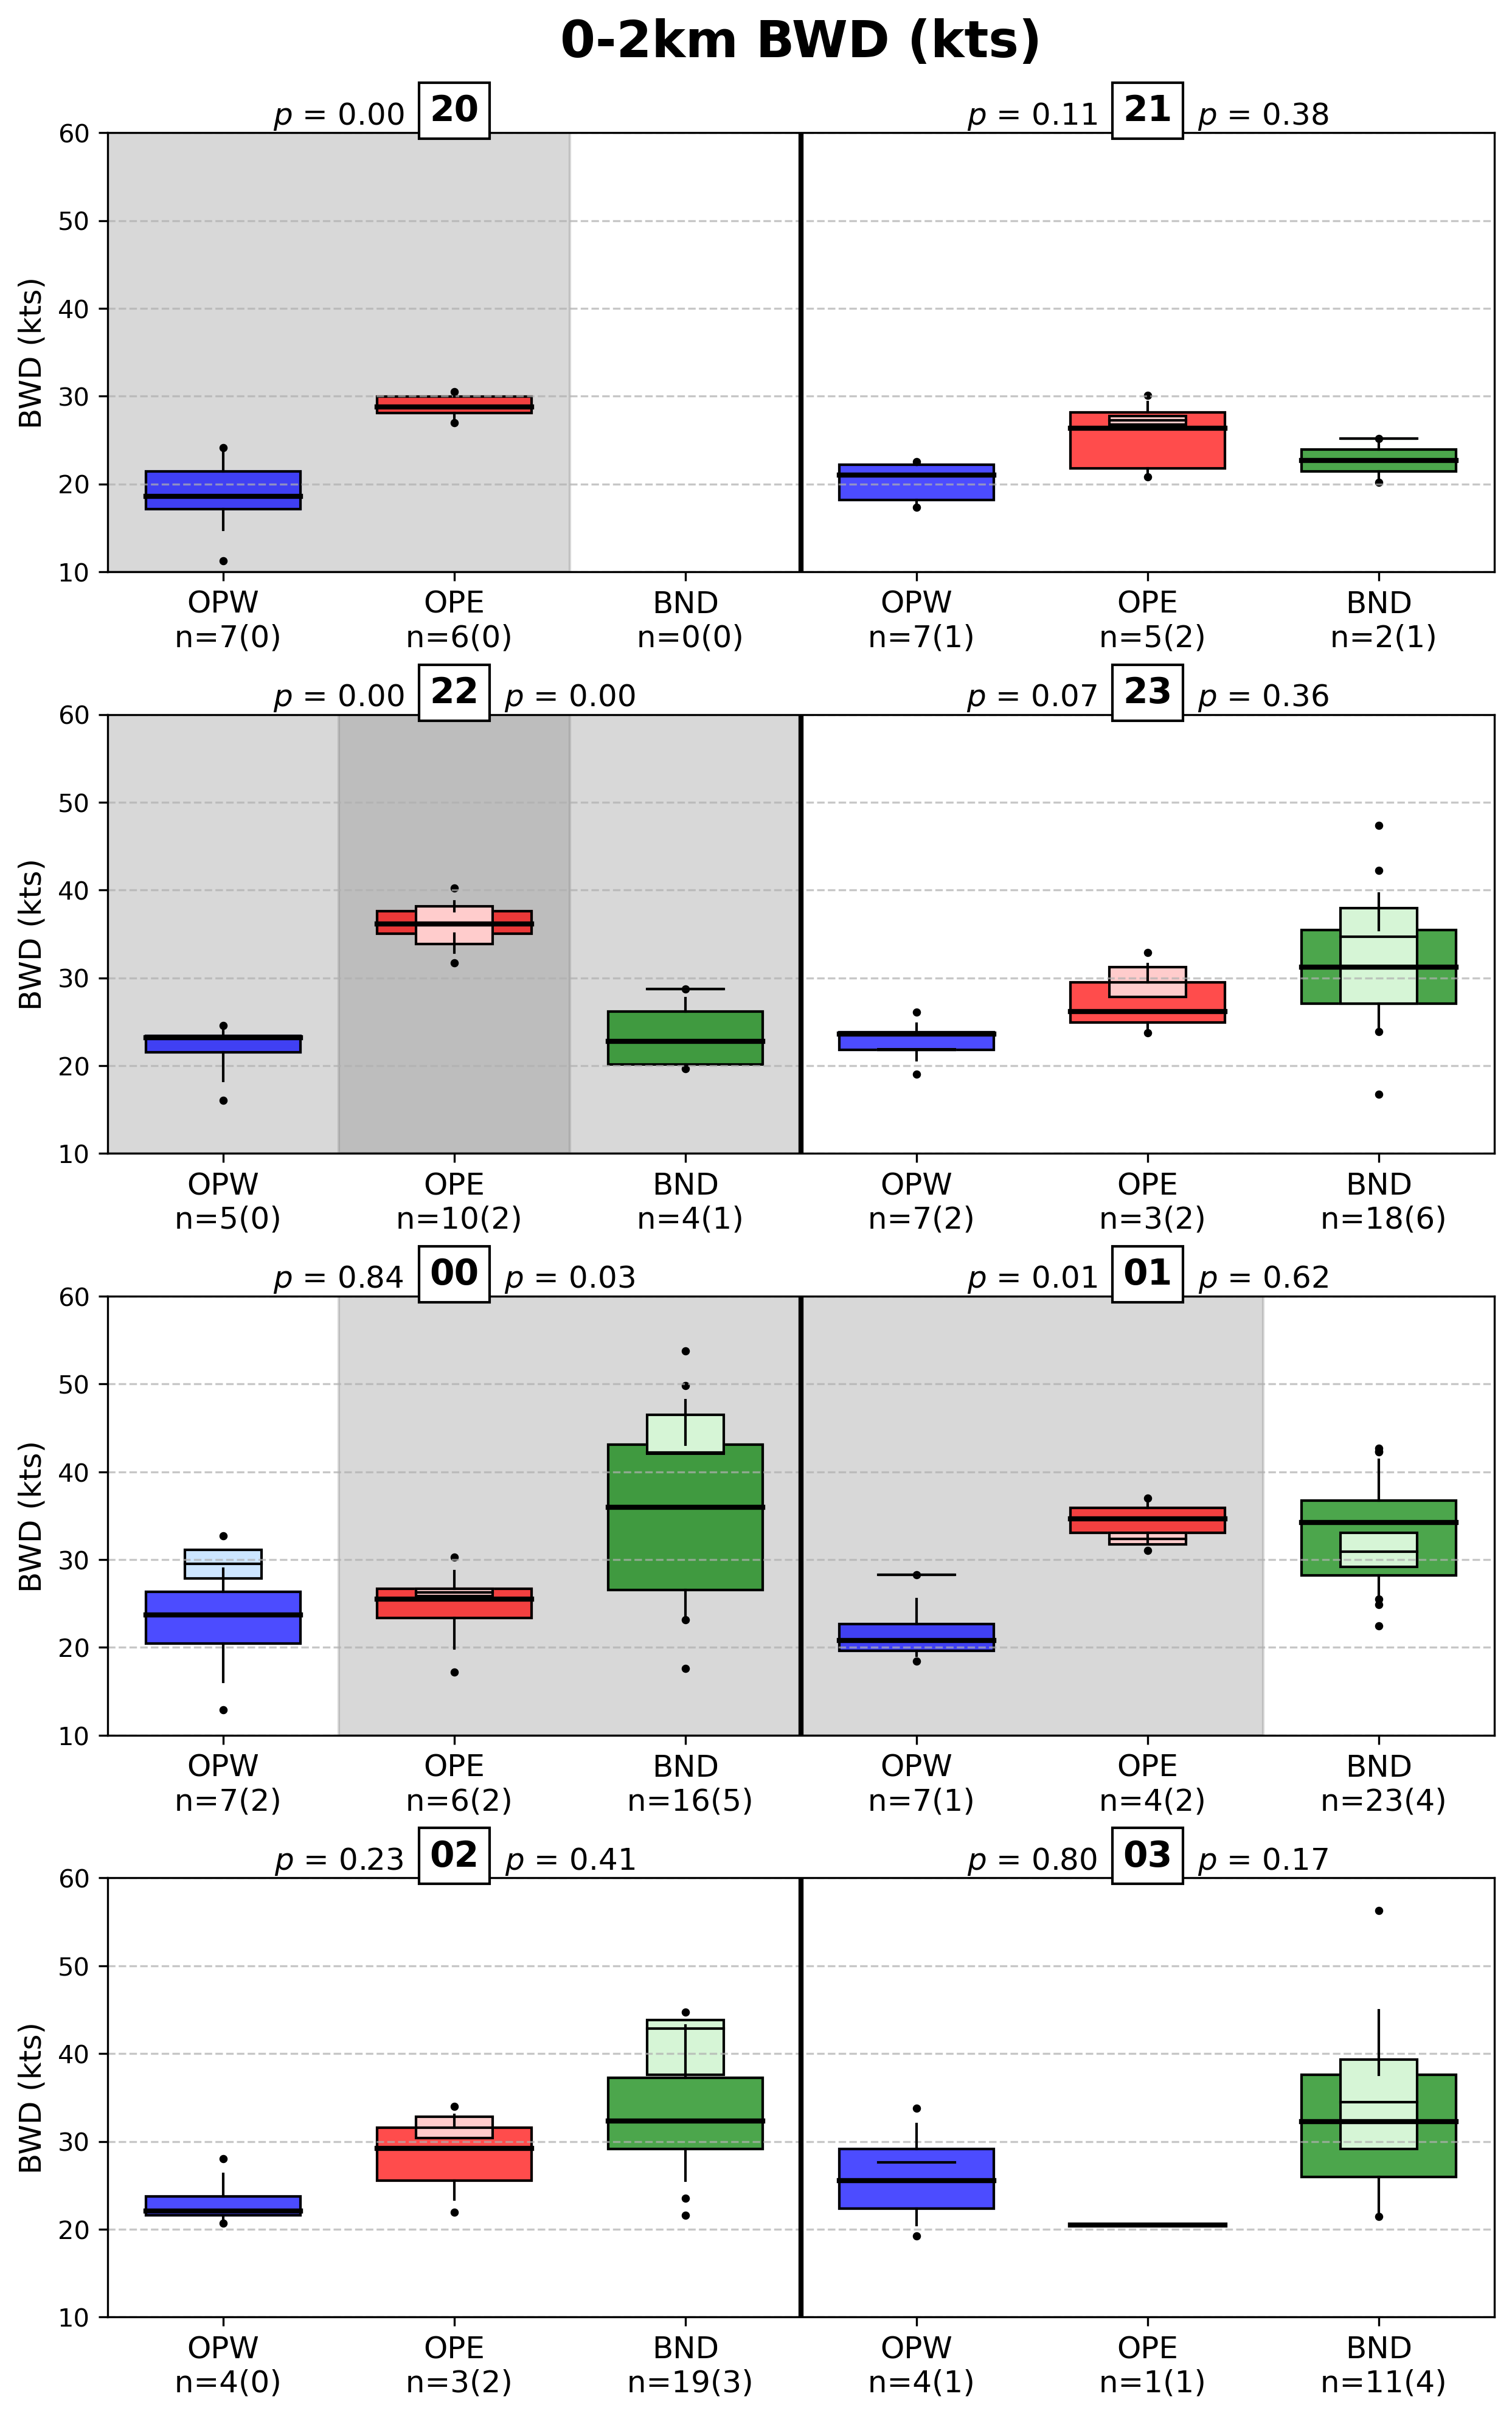 0-2km BWD (kts)
p = 0.00 20
p = 0.11 21 p = 0.38
60
50
40
30
20
10
BWD (kts)
OPW OPE BND OPW OPE BND
n=7(0) n=6(0) n=0(0) n=7(1) n=5(2) n=2(1)
p = 0.00 22 p = 0.00
p = 0.07 23 p = 0.36
60
50
40
30
20
10
BWD (kts)
OPW OPE BND OPW OPE BND
n=5(0) n=10(2) n=4(1) n=7(2) n=3(2) n=18(6)
p = 0.84 00 p = 0.03
p = 0.01 01 p = 0.62
60
50
40
30
20
10
BWD (kts)
OPW OPE BND OPW OPE BND
n=7(2) n=6(2) n=16(5) n=7(1) n=4(2) n=23(4)
p = 0.23 02 p = 0.41
p = 0.80 03 p = 0.17
60
50
40
30
20
10
BWD (kts)
OPW OPE BND OPW OPE BND
n=4(0) n=3(2) n=19(3) n=4(1) n=1(1) n=11(4)